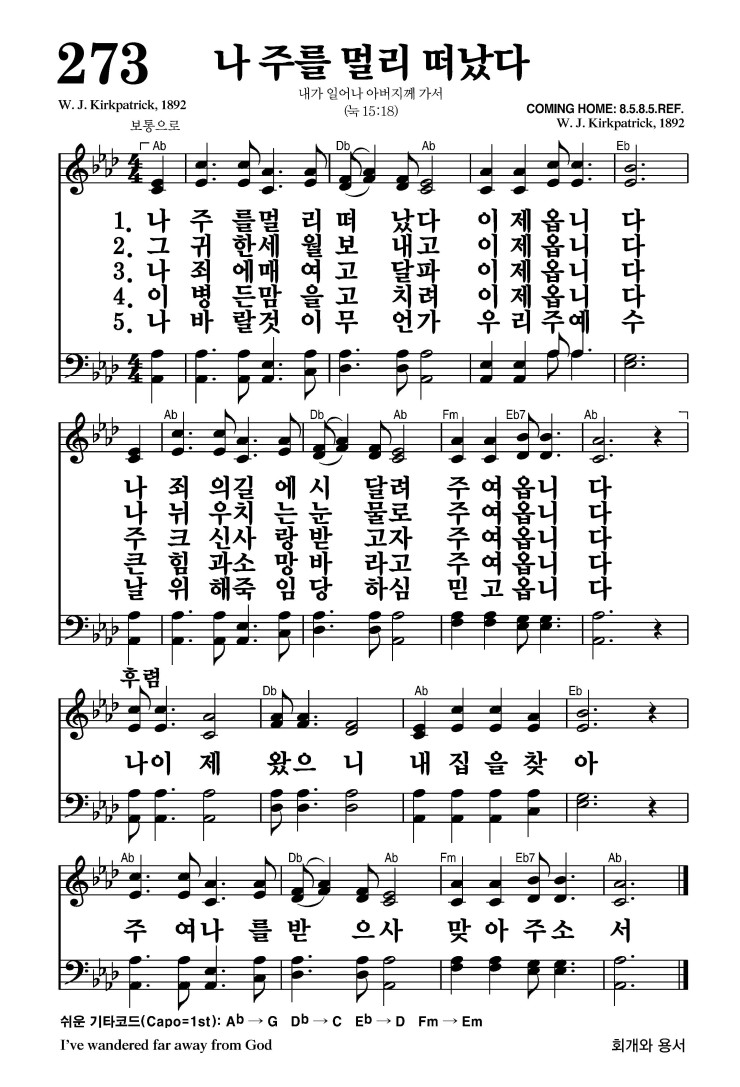 273 나 주를 멀리 떠났다
내가 일어나 아버지께 가서
W. J. Kirkpatrick, 1892 (눅 15:18) COMING HOME: 8.5.8.5.REF.
보통으로 W. J. Kirkpatrick, 1892
Ab Db Ab Eb
1. 나 주 를멀 리 떠 났다 이 제 옵니 다
2. 그 귀 한세 월 보 내고 이 제 옵니 다
3. 나 죄 에매 여 고 달파 이 제 옵니 다
4. 이 병 든맘 을 고 치려 이 제 옵니 다
5. 나 바 랄것 이 무 언가 우 리 주예 수
Ab Db Ab Fm Eb7 Ab
나 죄 의길 에 시 달려 주 여 옵니 다
나 뉘 우치 는 눈 물로 주 여 옵니 다
주 크 신사 랑 받 고자 주 여 옵니 다
큰 힘 과소 망 바 라고 주 여 옵니 다
날 위 해죽 임 당 하심 믿 고 옵니 다
후렴
Db Ab Eb
나이 제 왔으 니 내 집 을 찾 아
Ab Db Ab Fm Eb7 Ab
주 여나 를 받 으사 맞 아 주소 서
쉬운 기타코드(Capo=1st): Ab → G Db → C Eb → D Fm → Em
I've wandered far away from God 회개와 용서